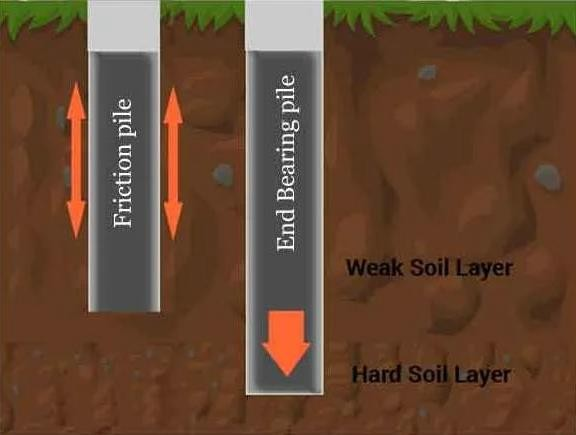 Friction pile
End Bearing pile
Weak Soil Layer
Hard Soil Layer